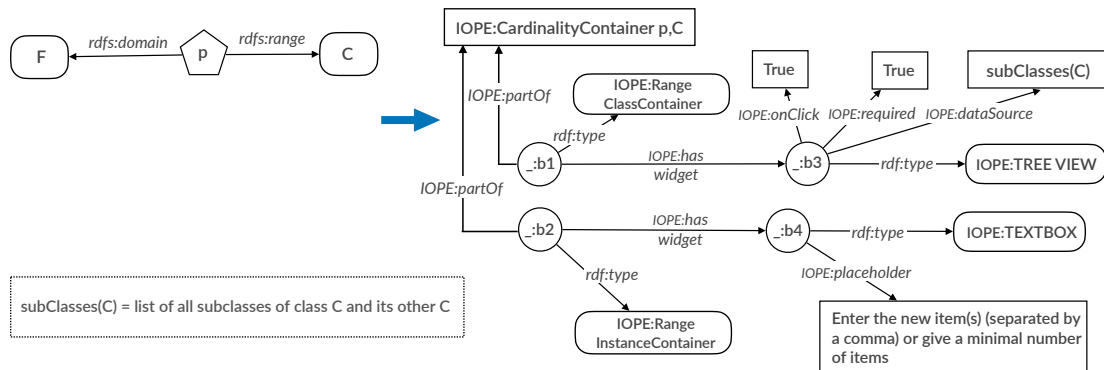 F
rdfs:domain
p
rdfs:range
C
IOPE:CardinalityContainer p,C
IOPE:partOf
IOPE:Range
ClassContainer
rdf:type
True
True
subClasses(C)
IOPE:onClick
IOPE:required
IOPE:dataSource
_:b1
IOPE:has
widget
_:b3
rdf:type
IOPE:TREE VIEW
IOPE:partOf
_:b2
IOPE:has
widget
_:b4
rdf:type
IOPE:TEXTBOX
rdf:type
IOPE:placeholder
subClasses(C) = list of all subclasses of class C and its other C
IOPE:Range
InstanceContainer
Enter the new item(s) (separated by
a comma) or give a minimal number
of items